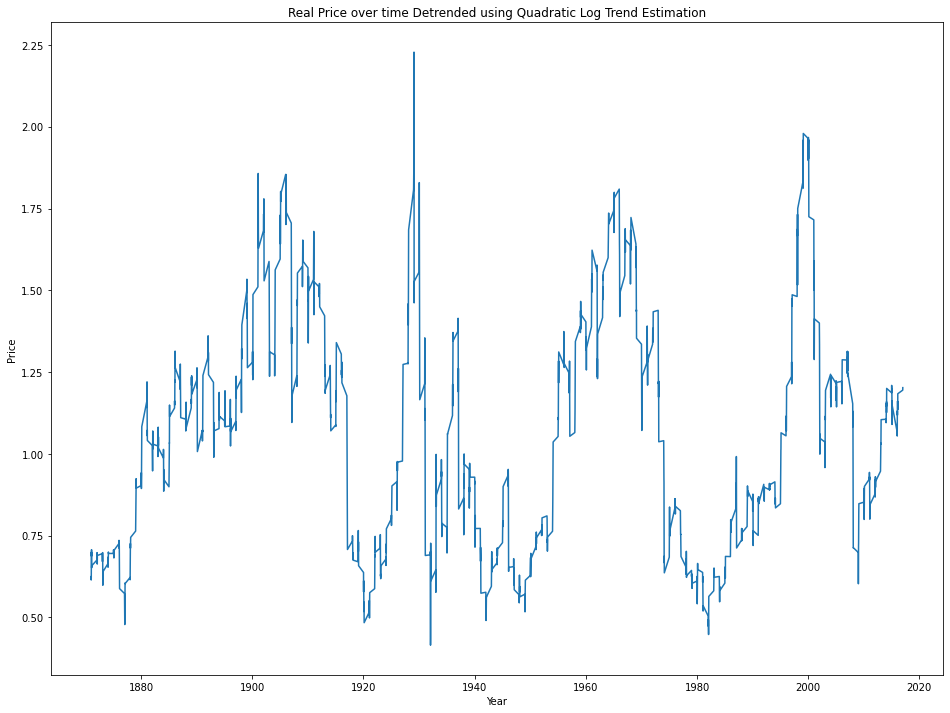 Real Price over time Detrended using Quadratic Log Trend Estimation
2.25
2.00
1.75
1.50
1.25
1.00
0.75
0.50
Price
1880 1900 1920 1940 1960 1980 2000 2020
Year